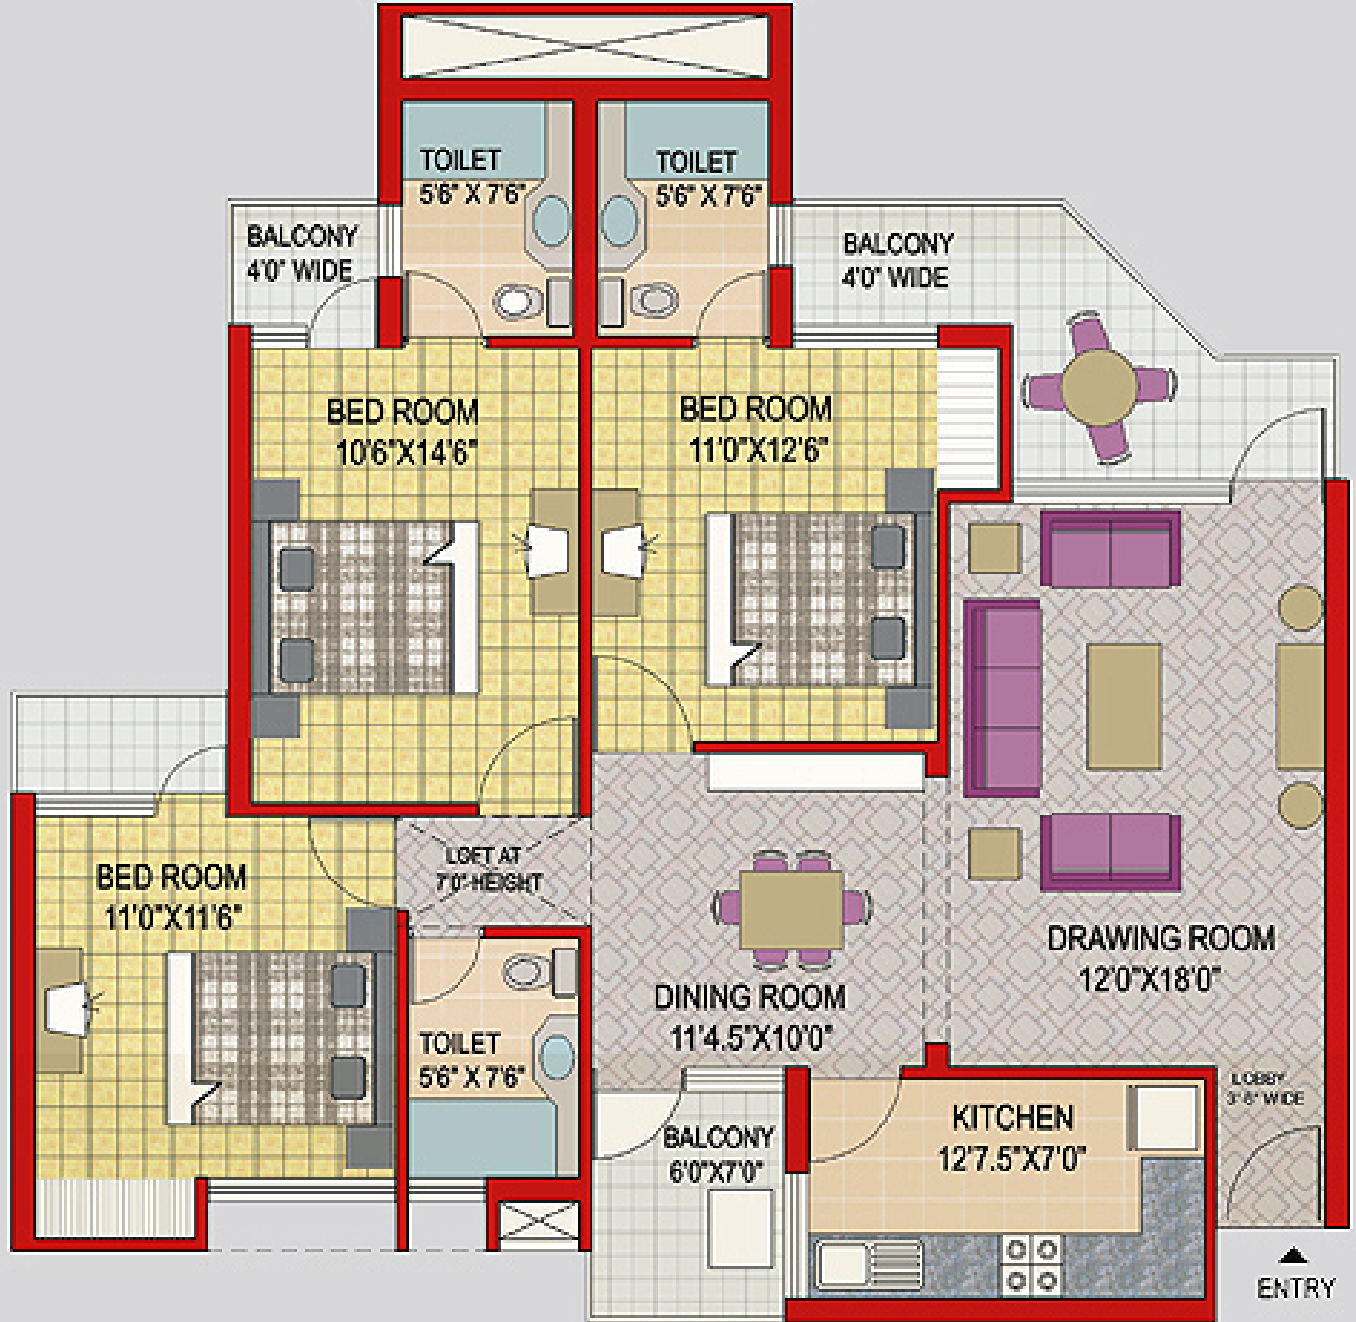 TOILET
5'6" X 7'6"
TOILET
5'6" X 7'6"
BALCONY
4'0" WIDE
BALCONY
4'0" WIDE
BED ROOM
10'6"X14'6"
BED ROOM
11'0"X12'6"
BED ROOM
11'0"X11'6"
LOFT AT
7'0"-HEIGHT
DRAWING ROOM
12'0"X18'0"
DINING ROOM
11'4.5"X10'0"
TOILET
5'6" X 7'6"
LOBBY
WIDE
BALCONY
6'0"X7'0"
KITCHEN
12'7.5"X7'0"
ENTRY